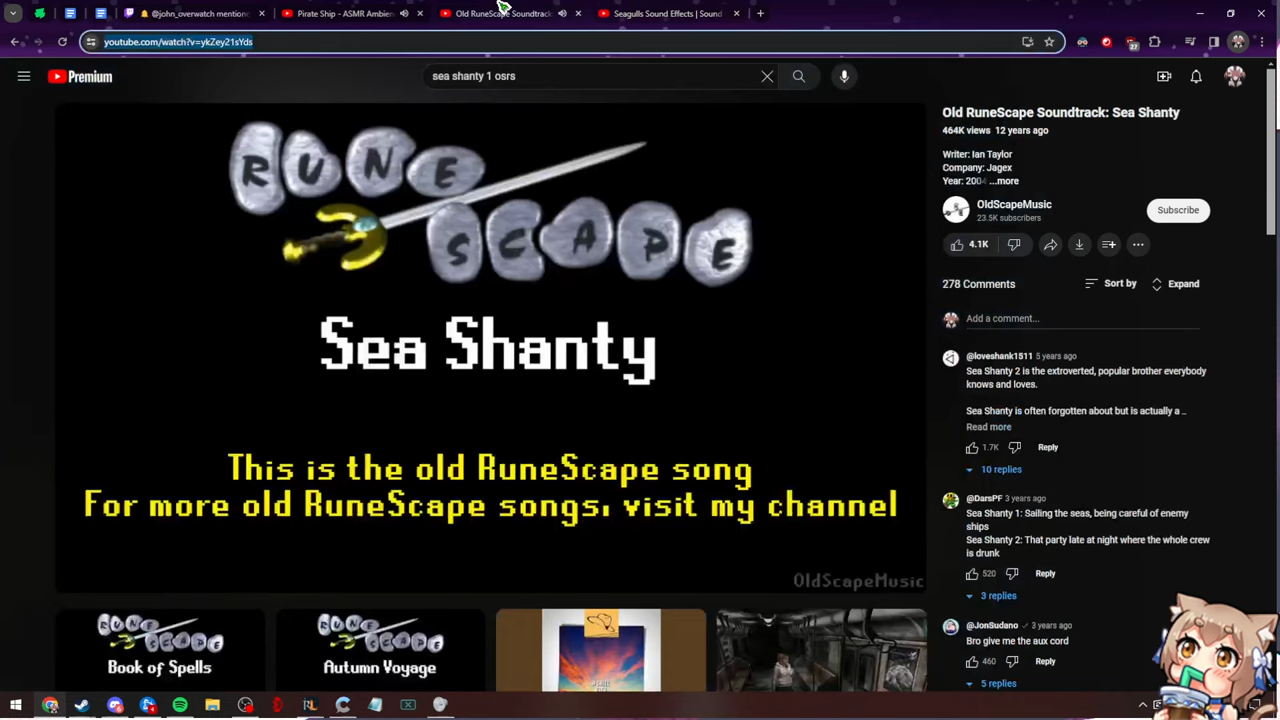 @john_overwatch mention
Pirate Ship - ASMR Ambien
Old RuneScape Soundtrack
Seagulls Sound Effects | Sound
youtube.com/watch?v=ykZey21sYds
27
Premium
sea shanty 1 osrs
RUNE
SCAPE
Sea Shanty
This is the old RuneScape song
For more old RuneScape songs, visit my channel
OldScapeMusic
Old RuneScape Soundtrack: Sea Shanty
464K views 12 years ago
Writer: Ian Taylor
Company: Jagex
Year: 2004 ...more
OldScapeMusic
23.5K subscribers
Subscribe
4.1K
278 Comments
Sort by
Expand
Add a comment...
@loveshank1511 5 years ago
Sea Shanty 2 is the extroverted, popular brother everybody
knows and loves.
Sea Shanty is often forgotten about but is actually a ..
Read more
1.7K Reply
10 replies
@DarsPF 3 years ago
Sea Shanty 1: Sailing the seas, being careful of enemy
ships
Sea Shanty 2: That party late at night where the whole crew
is drunk
520 Reply
3 replies
@JonSudano 3 years ago
Bro give me the aux cord
460 Reply
5 replies
RUNE
SCAPE
Book of Spells
RUNE
SCAPE
Autumn Voyage